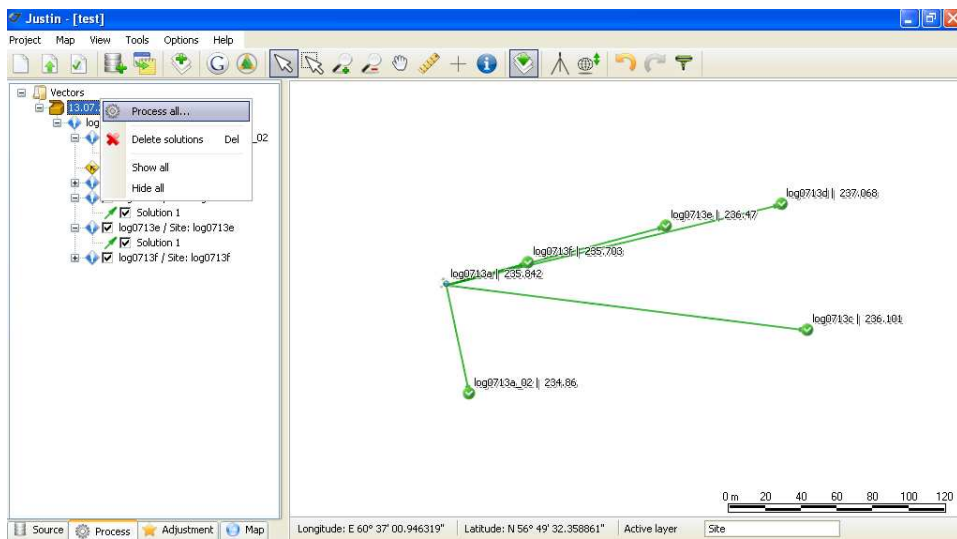 Justin - [test]
Project Map View Tools Options Help
Vectors
13.07.
log
Process all...
Delete solutions Del
_02
Show all
Hide all
Solution 1
log0713e / Site: log0713e
Solution 1
log0713f / Site: log0713f
log0713d | 237.068
log0713e | 236.47
log0713f | 235.703
log0713a | 235.842
log0713c | 236.101
log0713a_02 | 234.86
0 m 20 40 60 80 100 120
Source Process Adjustment Map
Longitude: E 60° 37' 00.946319" Latitude: N 56° 49' 32.358861" Active layer Site